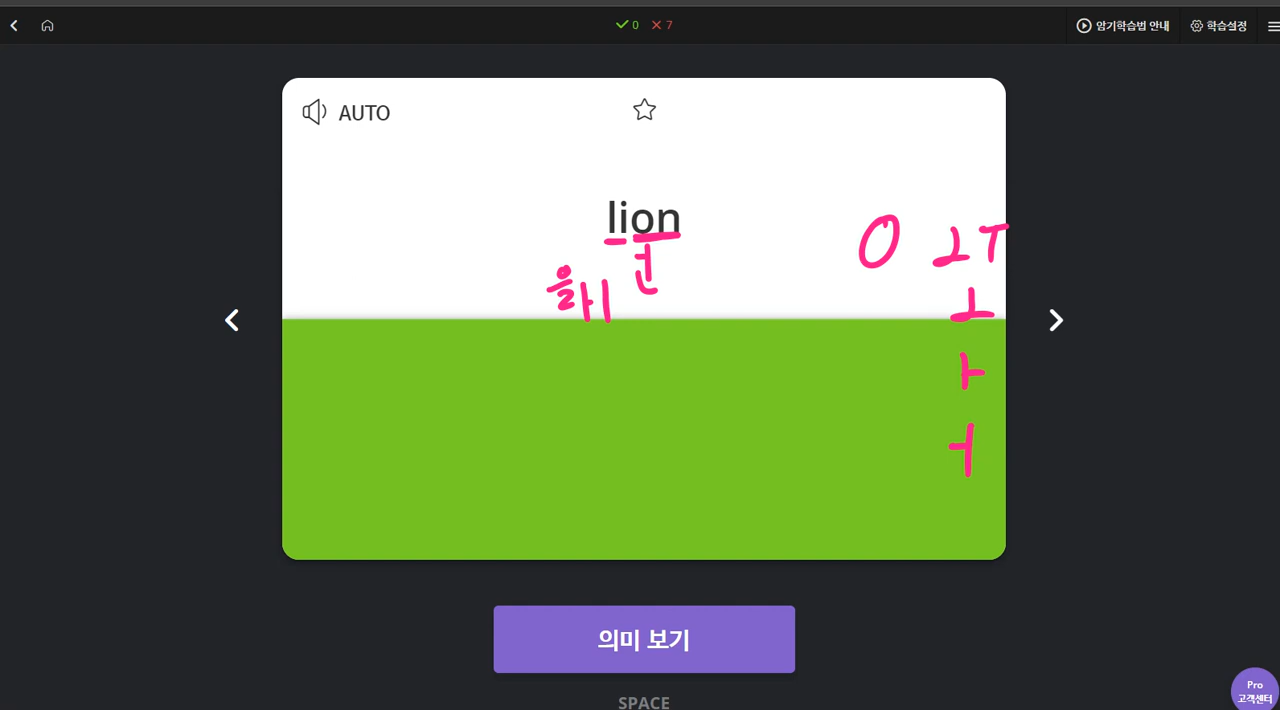 0 7 암기학습법 안내 학습설정
AUTO
lion
O ㅗㅜ
ㅗ
ㅏ
ㅓ
의미 보기
SPACE
Pro
고객센터